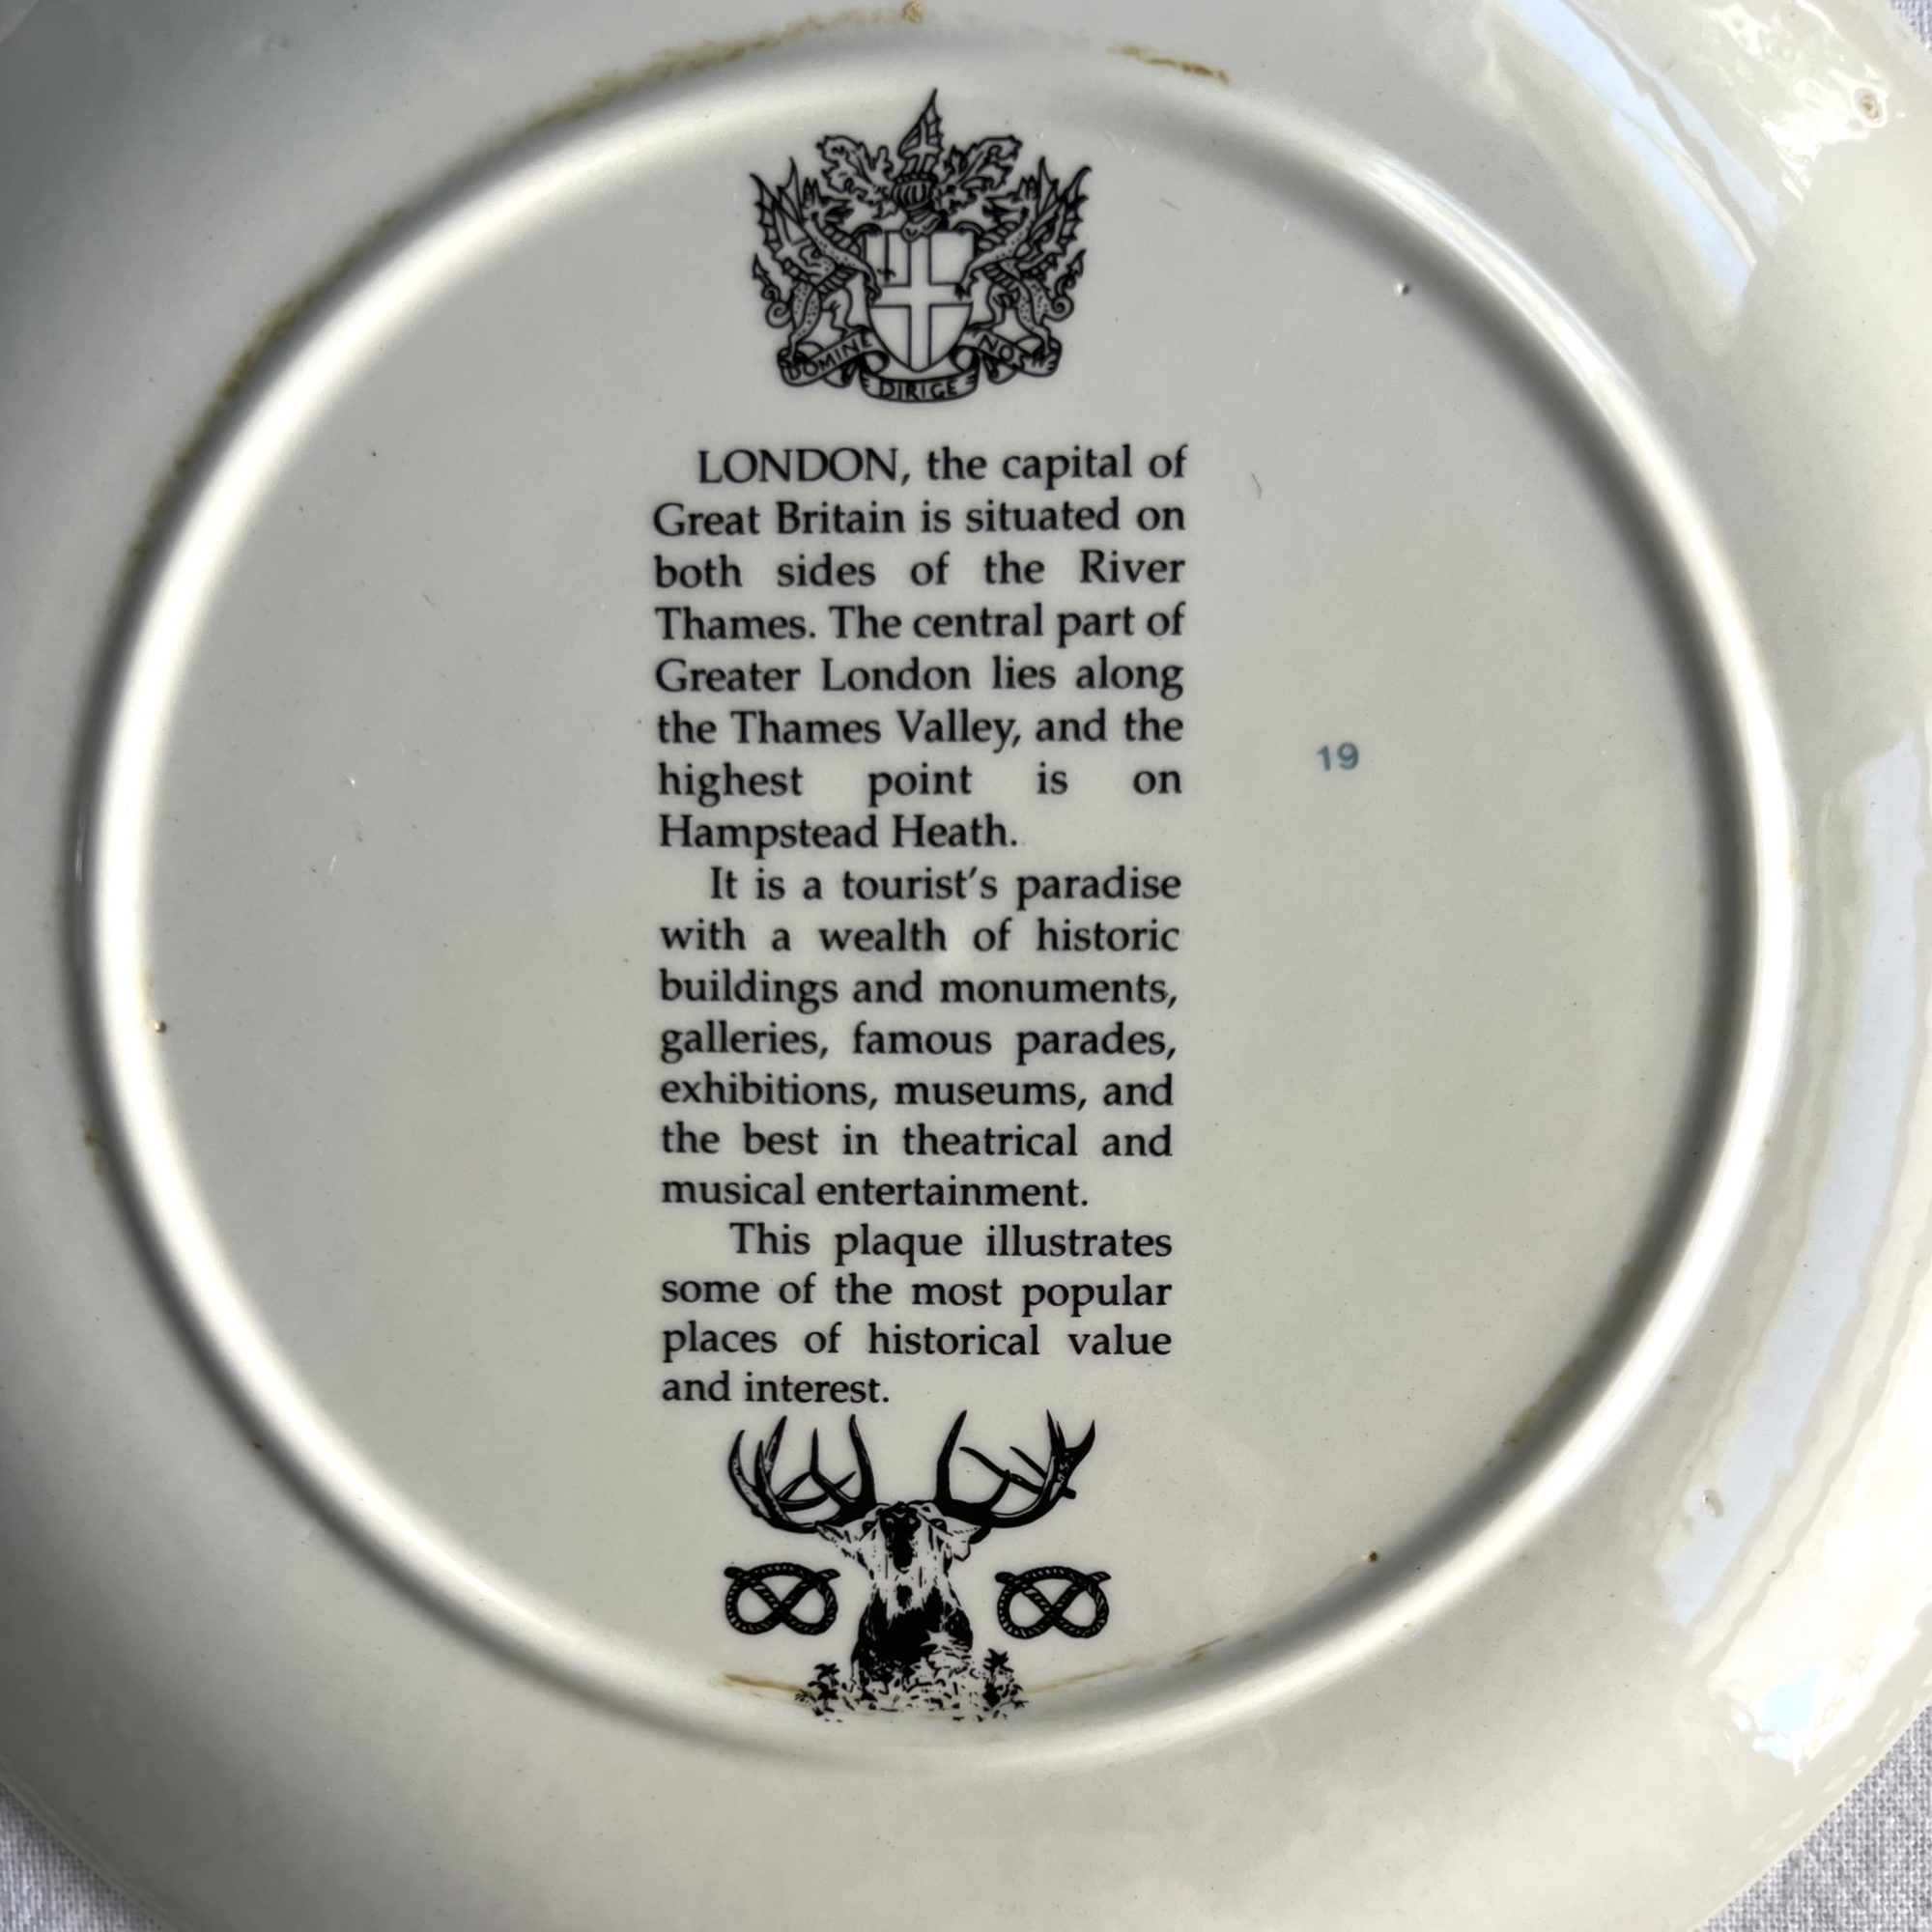 DOMINE DIRIGE NOS
LONDON, the capital of
Great Britain is situated on
both sides of the River
Thames. The central part of
Greater London lies along
the Thames Valley, and the
highest point is on
Hampstead Heath.
It is a tourist's paradise
with a wealth of historic
buildings and monuments,
galleries, famous parades,
exhibitions, museums, and
the best in theatrical and
musical entertainment.
This plaque illustrates
some of the most popular
places of historical value
and interest.
19